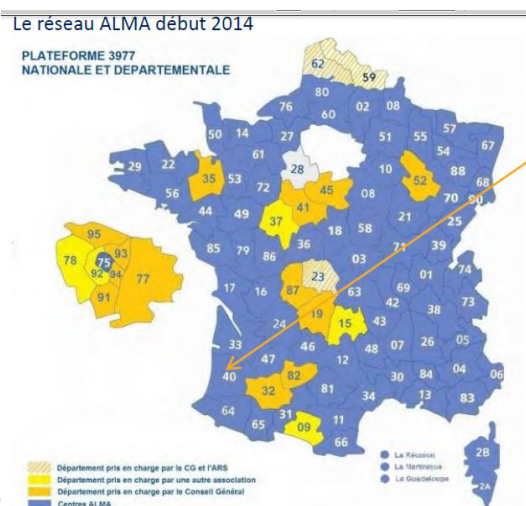 Le réseau ALMA début 2014
PLATEFORME 3977
NATIONALE ET DEPARTEMENTALE
62
59
80
76 02 08
60
50 14 27 51 55 57
67
61 54
29 22 28 10 88
35 53 45 52 68
72 08
56 41 70 90
44 49 37 21 25
95 18 58
78 93 85 79 36 71 39
75 86
92 94 77 03
23 01 74
91 17 16 87 63 69
42 73
19 38
24 15 43
33 46 48 07 26 05
47 12
40 82 30 84 04 06
32 81
34 13 83
64 31
65 09 11
66
La Réunion
La Martinique
La Guadeloupe
2B
2A
Département pris en charge par le CG et l'ARS
Département pris en charge par une autre association
Département pris en charge par le Conseil Général
Centres ALMA